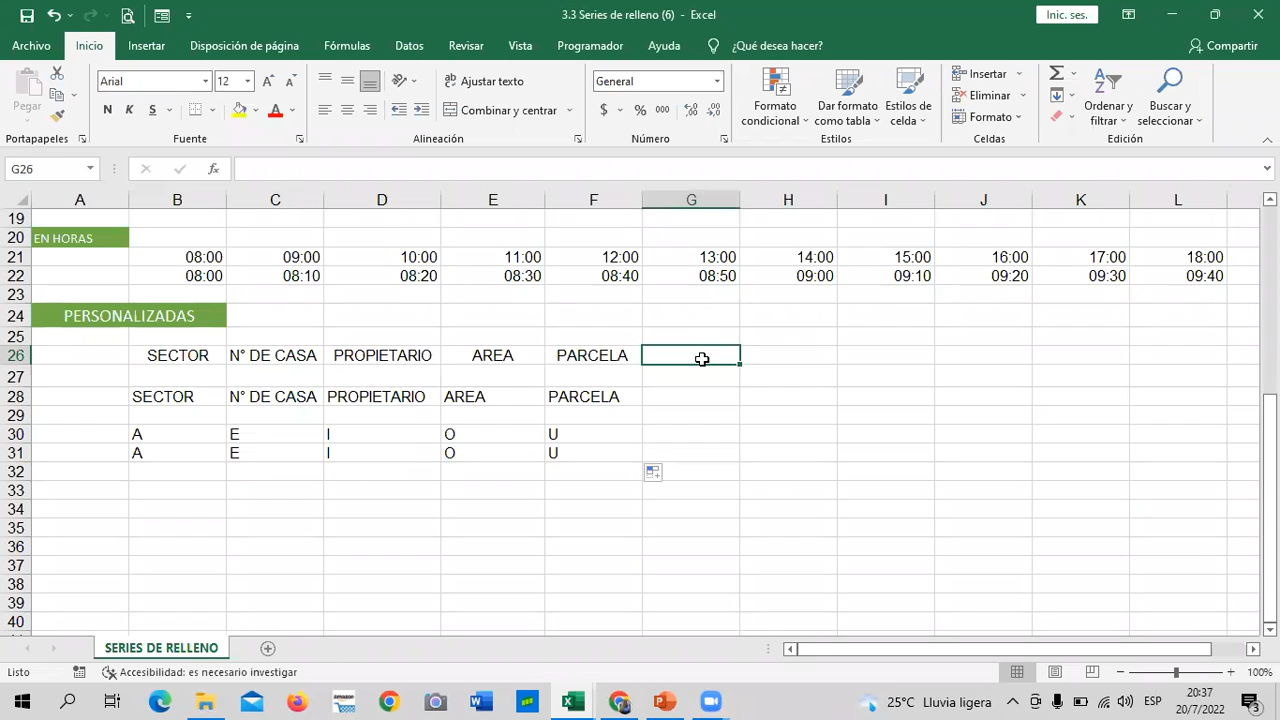 3.3 Series de relleno (6) - Excel
Inic. ses.
Archivo Inicio Insertar Disposición de página Fórmulas Datos Revisar Vista Programador Ayuda ¿Qué desea hacer? Compartir
Pegar
Arial 12
N K S
Ajustar texto
Combinar y centrar
General
$ % 000
Formato condicional
Dar formato como tabla
Estilos de celda
Insertar
Eliminar
Formato
Ordenar y filtrar
Buscar y seleccionar
Portapapeles Fuente Alineación Número Estilos Celdas Edición
G26 fx
A B C D E F G H I J K L
19
20 EN HORAS
21 08:00 09:00 10:00 11:00 12:00 13:00 14:00 15:00 16:00 17:00 18:00
22 08:00 08:10 08:20 08:30 08:40 08:50 09:00 09:10 09:20 09:30 09:40
23
24 PERSONALIZADAS
25
26 SECTOR N° DE CASA PROPIETARIO AREA PARCELA
27
28 SECTOR N° DE CASA PROPIETARIO AREA PARCELA
29
30 A E I O U
31 A E I O U
32
33
34
35
36
37
38
39
40
SERIES DE RELLENO
Listo Accesibilidad: es necesario investigar 100%
25°C Lluvia ligera ESP 20:37
20/7/2022 3